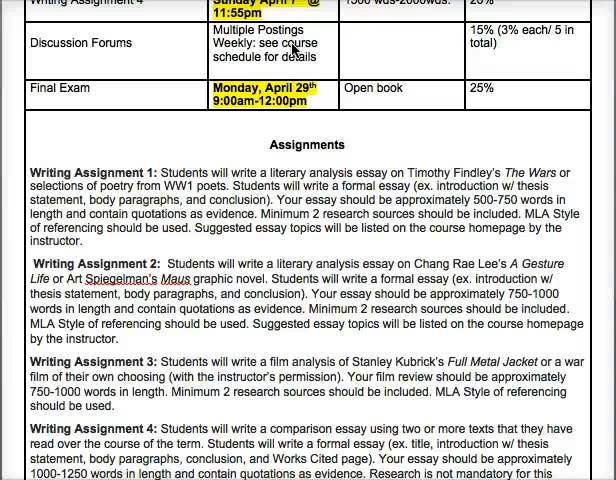 Writing Assignment 4 Sunday April 7th @ 1500 wds-2000wds. 20%
11:55pm
Discussion Forums Multiple Postings 15% (3% each/ 5 in
Weekly: see course total)
schedule for details
Final Exam Monday, April 29th Open book 25%
9:00am-12:00pm
Assignments
Writing Assignment 1: Students will write a literary analysis essay on Timothy Findley's The Wars or
selections of poetry from WW1 poets. Students will write a formal essay (ex. introduction w/ thesis
statement, body paragraphs, and conclusion). Your essay should be approximately 500-750 words in
length and contain quotations as evidence. Minimum 2 research sources should be included. MLA Style
of referencing should be used. Suggested essay topics will be listed on the course homepage by the
instructor.
Writing Assignment 2: Students will write a literary analysis essay on Chang Rae Lee's A Gesture
Life or Art Spiegelman's Maus graphic novel. Students will write a formal essay (ex. introduction w/
thesis statement, body paragraphs, and conclusion). Your essay should be approximately 750-1000
words in length and contain quotations as evidence. Minimum 2 research sources should be included.
MLA Style of referencing should be used. Suggested essay topics will be listed on the course homepage
by the instructor.
Writing Assignment 3: Students will write a film analysis of Stanley Kubrick's Full Metal Jacket or a war
film of their own choosing (with the instructor's permission). Your film review should be approximately
750-1000 words in length. Minimum 2 research sources should be included. MLA Style of referencing
should be used.
Writing Assignment 4: Students will write a comparison essay using two or more texts that they have
read over the course of the term. Students will write a formal essay (ex. title, introduction w/ thesis
statement, body paragraphs, conclusion, and Works Cited page). Your essay should be approximately
1000-1250 words in length and contain quotations as evidence. Research is not mandatory for this